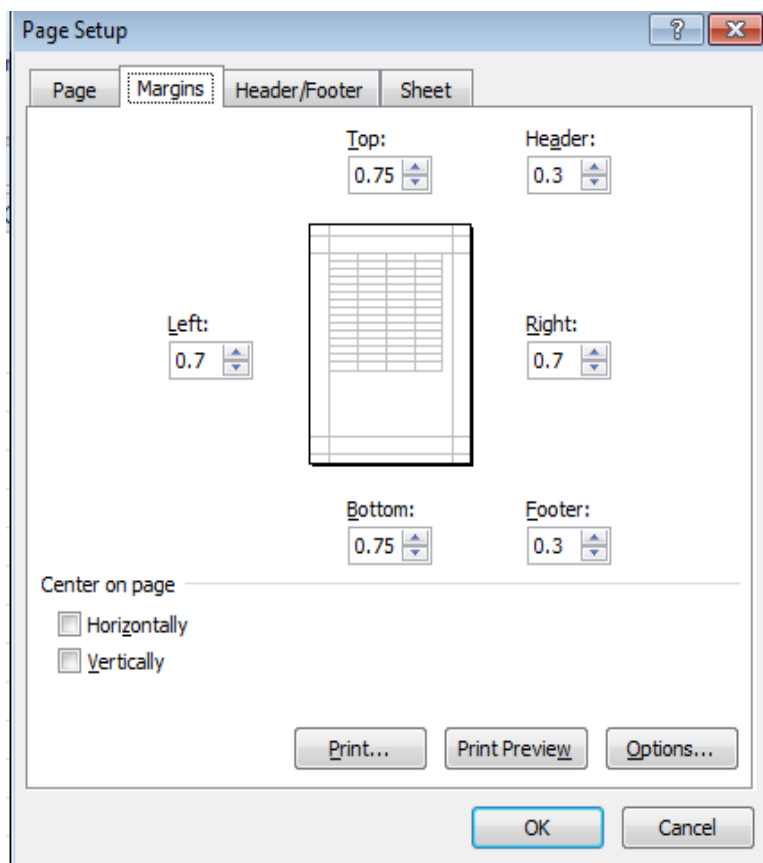 Page Setup
Page Margins Header/Footer Sheet
Top: Header:
0.75 0.3
Left: Right:
0.7 0.7
Bottom: Footer:
0.75 0.3
Center on page
Horizontally
Vertically
Print... Print Preview Options...
OK Cancel